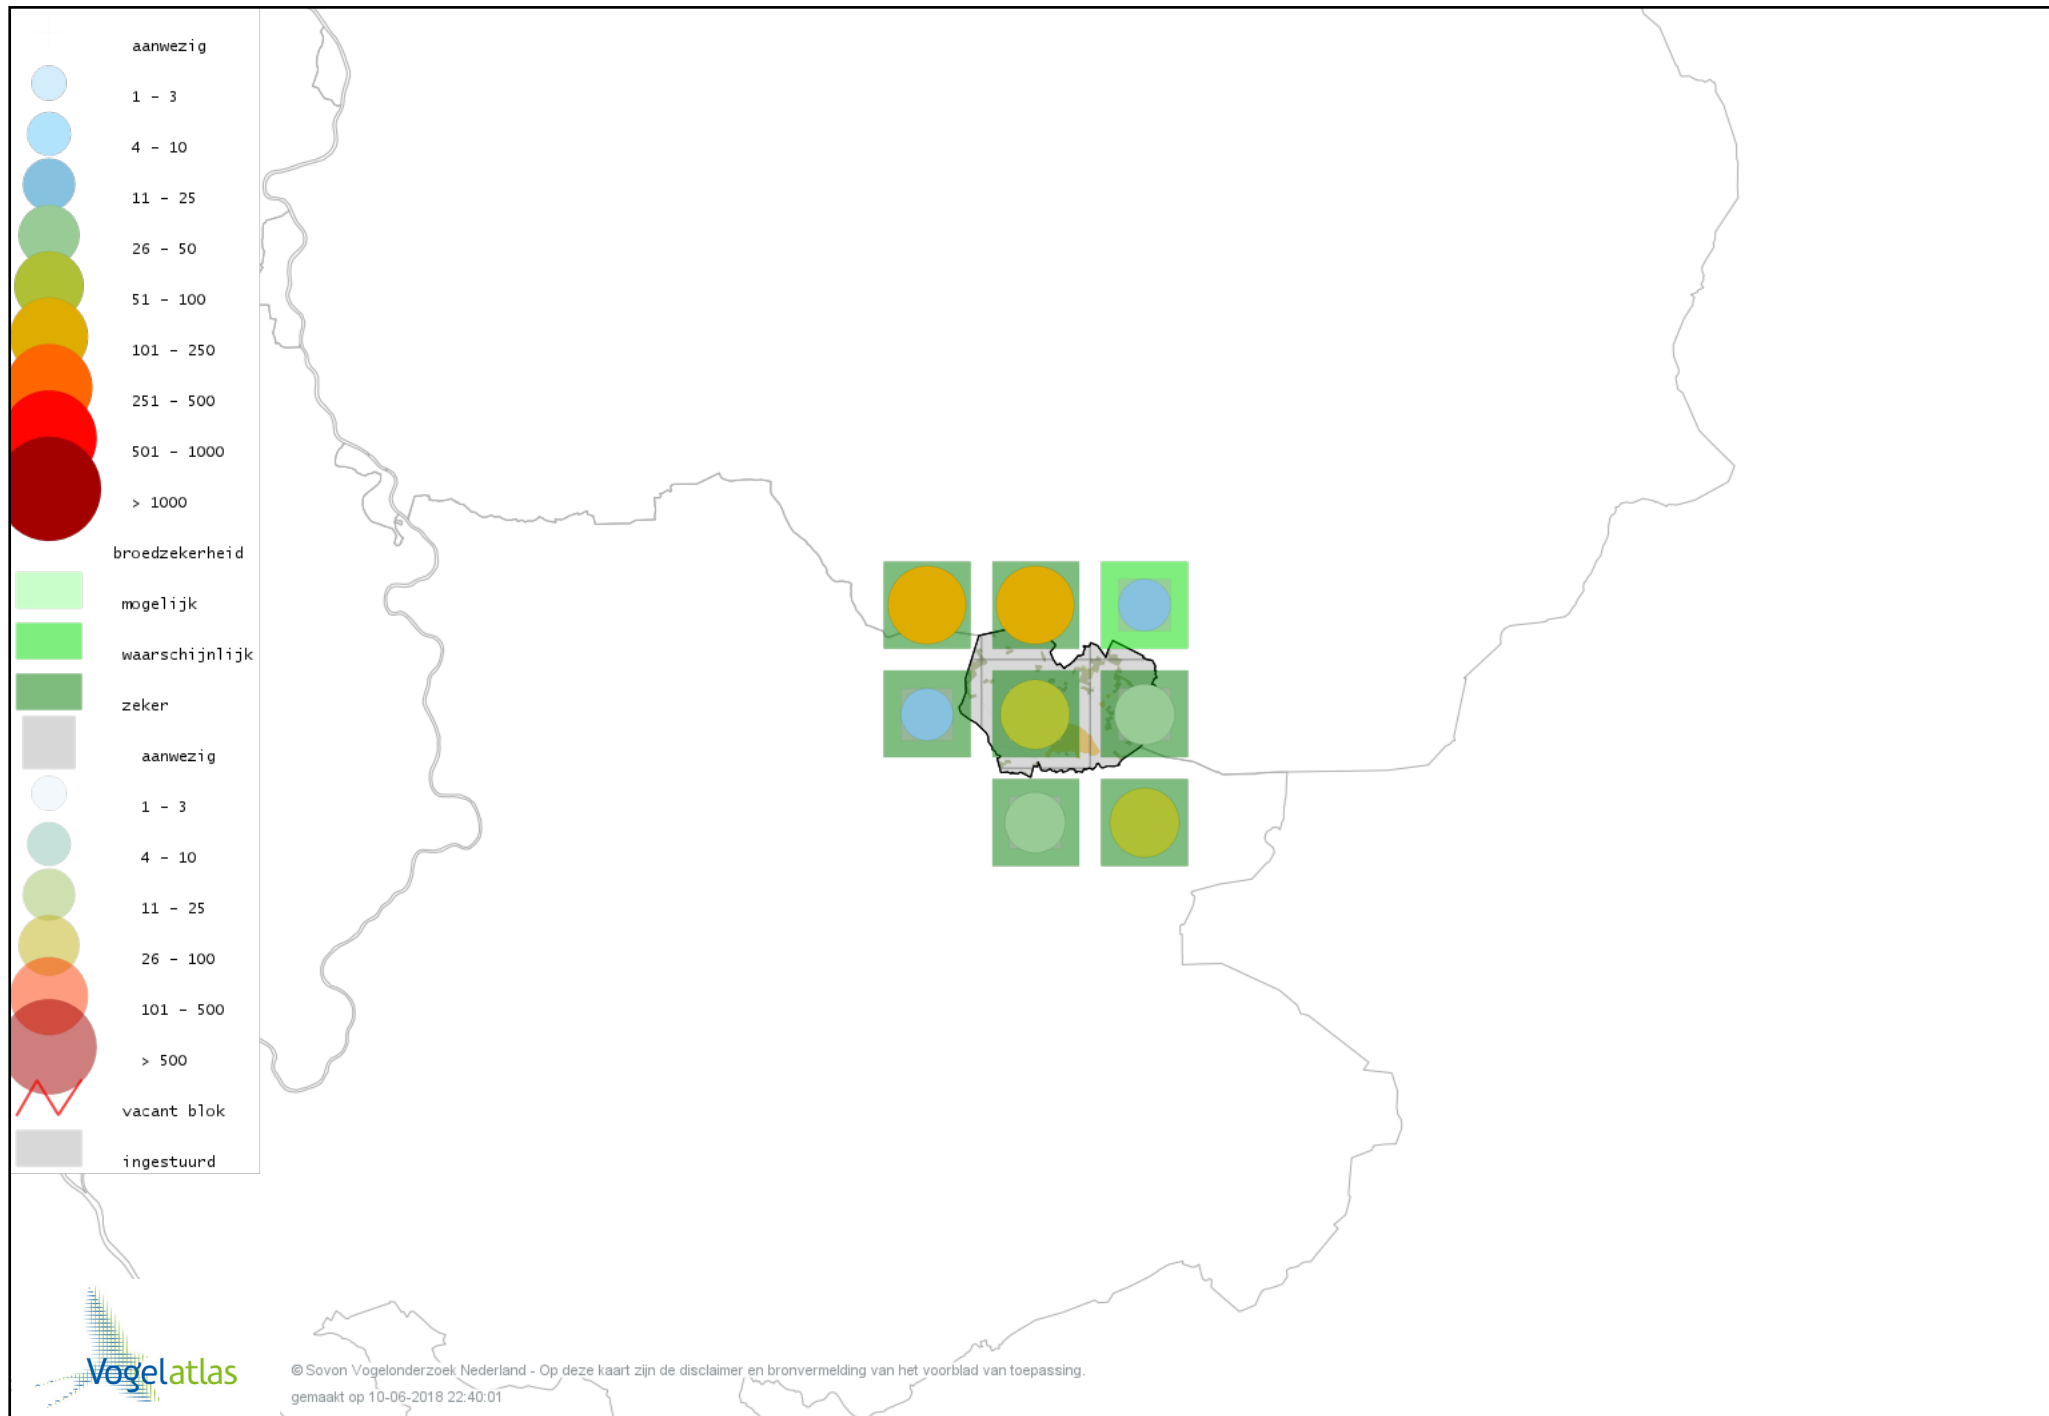 aanwezig
1 - 3
4 - 10
11 - 25
26 - 50
51 - 100
101 - 250
251 - 500
501 - 1000
> 1000
broedzekerheid
mogelijk
waarschijnlijk
zeker
aanwezig
1 - 3
4 - 10
11 - 25
26 - 100
101 - 500
> 500
vacant blok
ingestuurd
Vogelatlas
© Sovon Vogelonderzoek Nederland - Op deze kaart zijn de disclaimer en bronvermelding van het voorblad van toepassing.
gemaakt op 10-06-2018 22:40:01